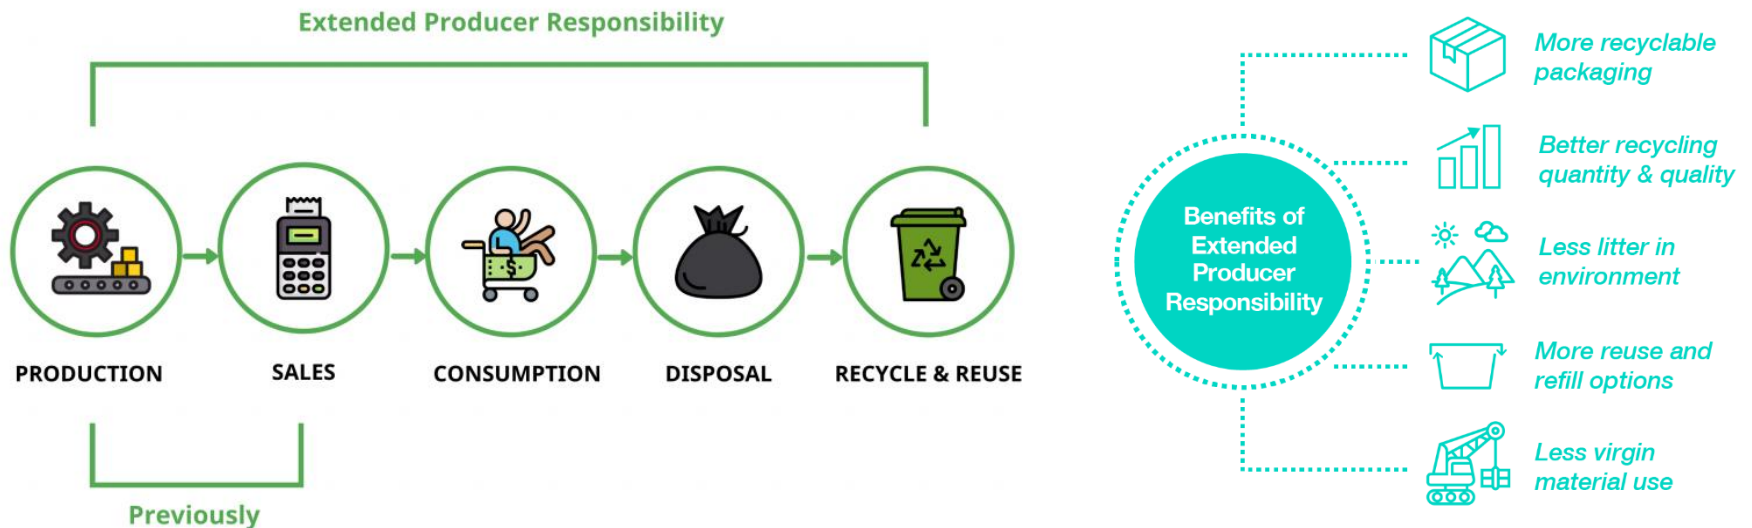 Extended Producer Responsibility
PRODUCTION
SALES
CONSUMPTION
DISPOSAL
RECYCLE & REUSE
Previously
Benefits of
Extended
Producer
Responsibility
More recyclable
packaging
Better recycling
quantity & quality
Less litter in
environment
More reuse and
refill options
Less virgin
material use